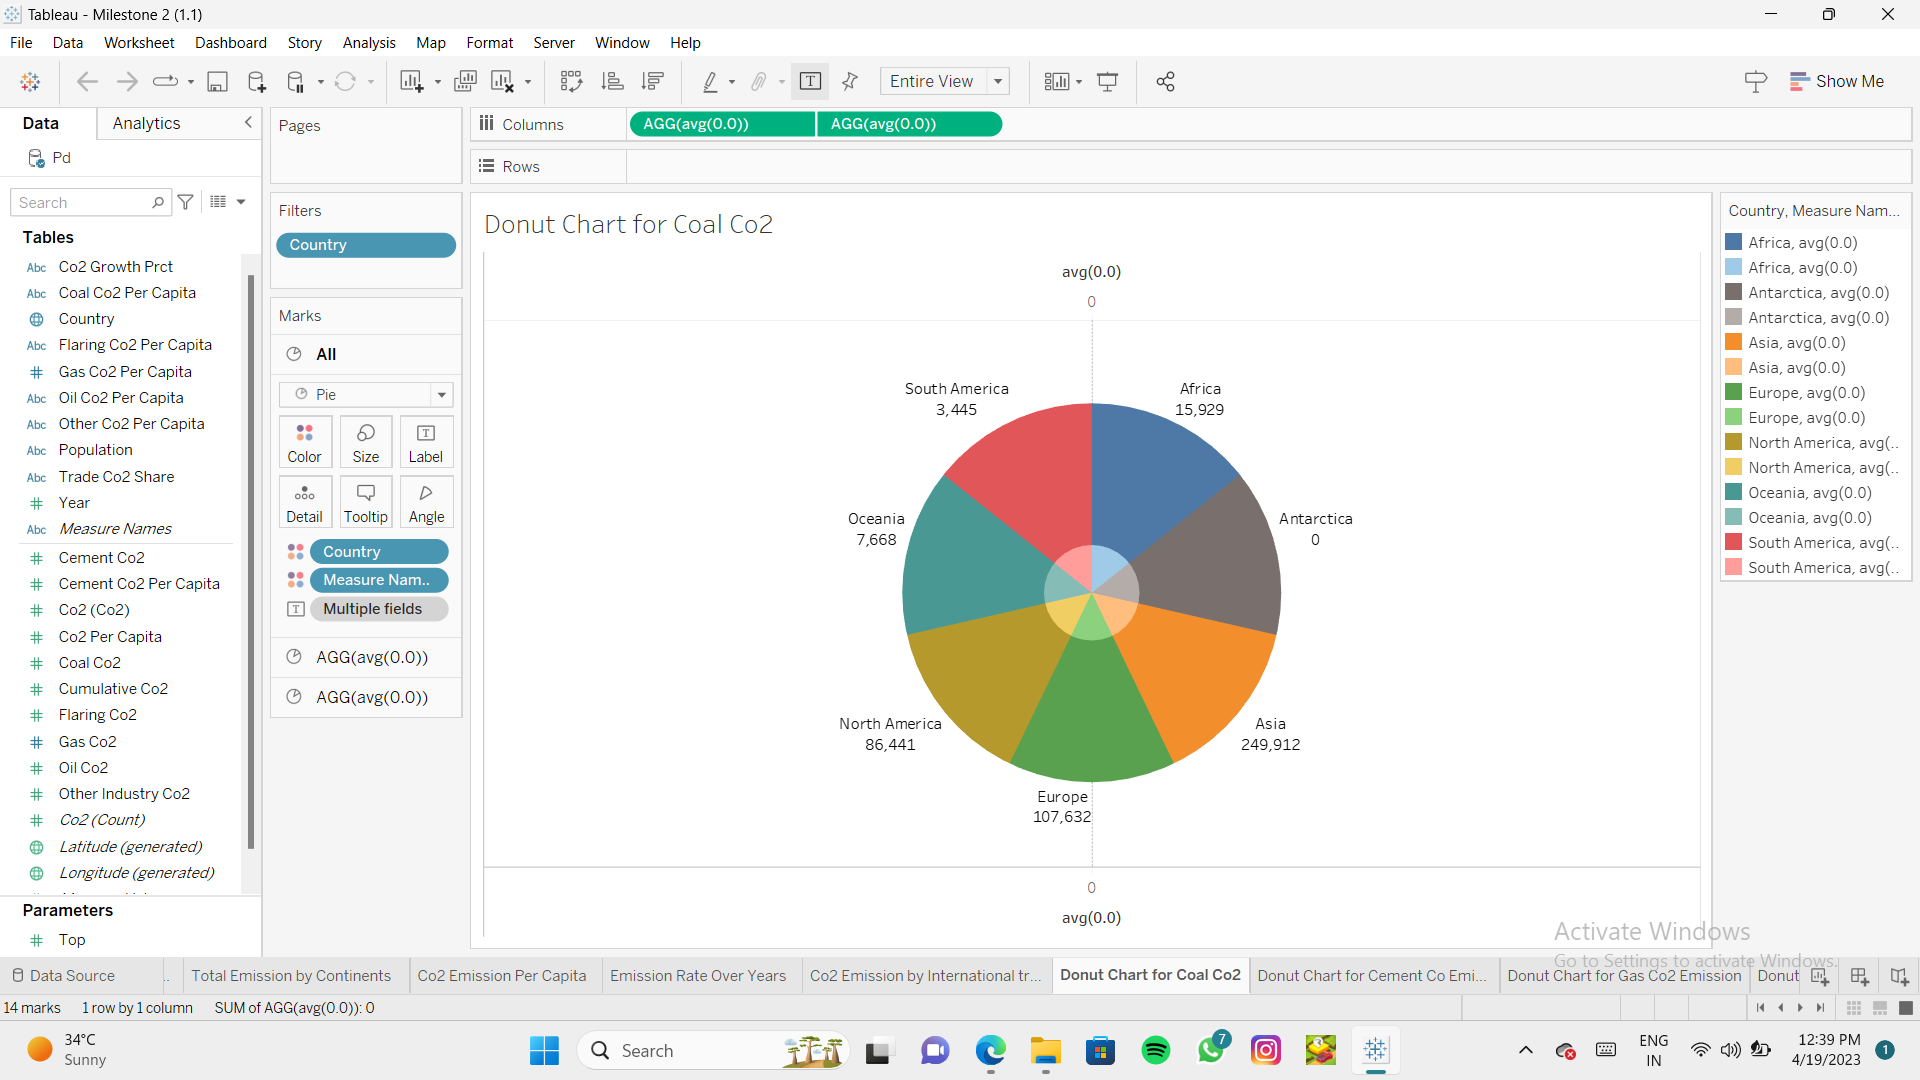 Tableau - Milestone 2 (1.1)
File Data Worksheet Dashboard Story Analysis Map Format Server Window Help
Entire View
Show Me
Data Analytics
Pd
Search
Tables
Abc Co2 Growth Prct
Abc Coal Co2 Per Capita
Country
Abc Flaring Co2 Per Capita
# Gas Co2 Per Capita
Abc Oil Co2 Per Capita
Abc Other Co2 Per Capita
Abc Population
Abc Trade Co2 Share
# Year
Abc Measure Names
# Cement Co2
# Cement Co2 Per Capita
# Co2 (Co2)
# Co2 Per Capita
# Coal Co2
# Cumulative Co2
# Flaring Co2
# Gas Co2
# Oil Co2
# Other Industry Co2
# Co2 (Count)
Latitude (generated)
Longitude (generated)
Parameters
# Top
Pages
Filters
Country
Marks
All
Pie
Color Size Label
Detail Tooltip Angle
Country
Measure Nam..
Multiple fields
AGG(avg(0.0))
AGG(avg(0.0))
Columns AGG(avg(0.0)) AGG(avg(0.0))
Rows
Donut Chart for Coal Co2
avg(0.0)
0
South America
3,445
Africa
15,929
Oceania
7,668
Antarctica
0
North America
86,441
Asia
249,912
Europe
107,632
0
avg(0.0)
Country, Measure Nam...
Africa, avg(0.0)
Africa, avg(0.0)
Antarctica, avg(0.0)
Antarctica, avg(0.0)
Asia, avg(0.0)
Asia, avg(0.0)
Europe, avg(0.0)
Europe, avg(0.0)
North America, avg(..
North America, avg(..
Oceania, avg(0.0)
Oceania, avg(0.0)
South America, avg(..
South America, avg(..
Activate Windows
Go to Settings to activate Windows.
Data Source .. Total Emission by Continents Co2 Emission Per Capita Emission Rate Over Years Co2 Emission by International tr... Donut Chart for Coal Co2 Donut Chart for Cement Co Emi... Donut Chart for Gas Co2 Emission Donut
14 marks 1 row by 1 column SUM of AGG(avg(0.0)): 0
34°C
Sunny
Search
7
ENG
IN
12:39 PM
4/19/2023
1